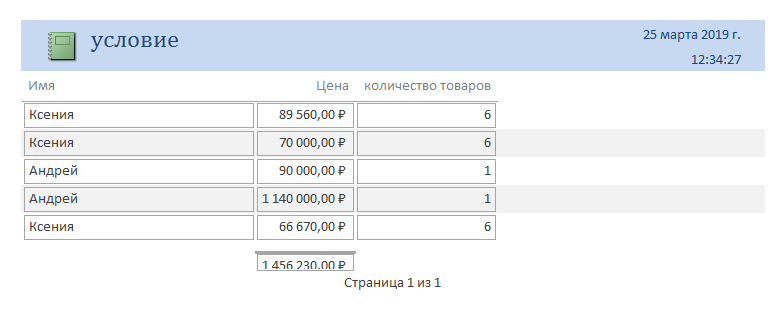 условие
25 марта 2019 г.
12:34:27
Имя Цена количество товаров
Ксения 89 560,00 ₽ 6
Ксения 70 000,00 ₽ 6
Андрей 90 000,00 ₽ 1
Андрей 1 140 000,00 ₽ 1
Ксения 66 670,00 ₽ 6
1 456 230,00 ₽
Страница 1 из 1